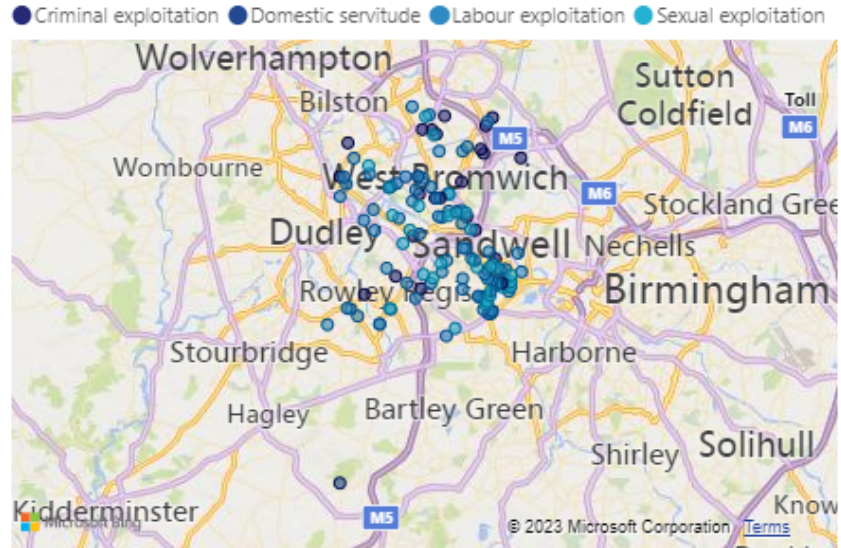 Criminal exploitation Domestic servitude Labour exploitation Sexual exploitation
Wolverhampton
Sutton
Coldfield
Bilston
Toll
M6
M5
Wombourne
West Bromwich
M6
Stockland Gree
Dudley
Sandwell
Nechells
Rowley Regis
Birmingham
Stourbridge
Harborne
Hagley
Bartley Green
Shirley
Solihull
Kidderminster
Microsoft Bing
M5
Know
© 2023 Microsoft Corporation Terms